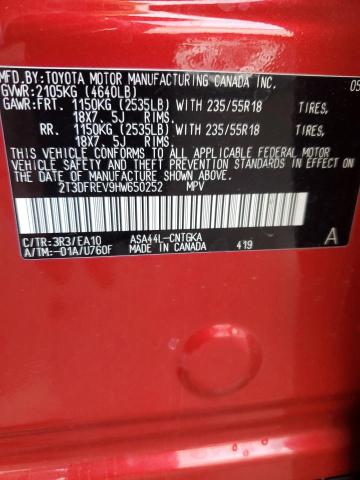 MFD.BY:TOYOTA MOTOR MANUFACTURING CANADA INC. 05
GVWR:2105KG (4640LB)
GAWR:FRT. 1150KG (2535LB) WITH 235/55R18 TIRES,
18X7. 5J RIMS.
RR. 1150KG (2535LB) WITH 235/55R18 TIRES,
18X7. 5J RIMS.
THIS VEHICLE CONFORMS TO ALL APPLICABLE FEDERAL MOTOR
VEHICLE SAFETY STANDARDS IN EFFECT ON THE DATE OF
MANUFACTURE SHOWN ABOVE.
2T3DFREV9HW650252 MPV
C/TR:3R3/EA10 ASA44L-CNTGKA
A/TM:-01A/U760F MADE IN CANADA 419 A